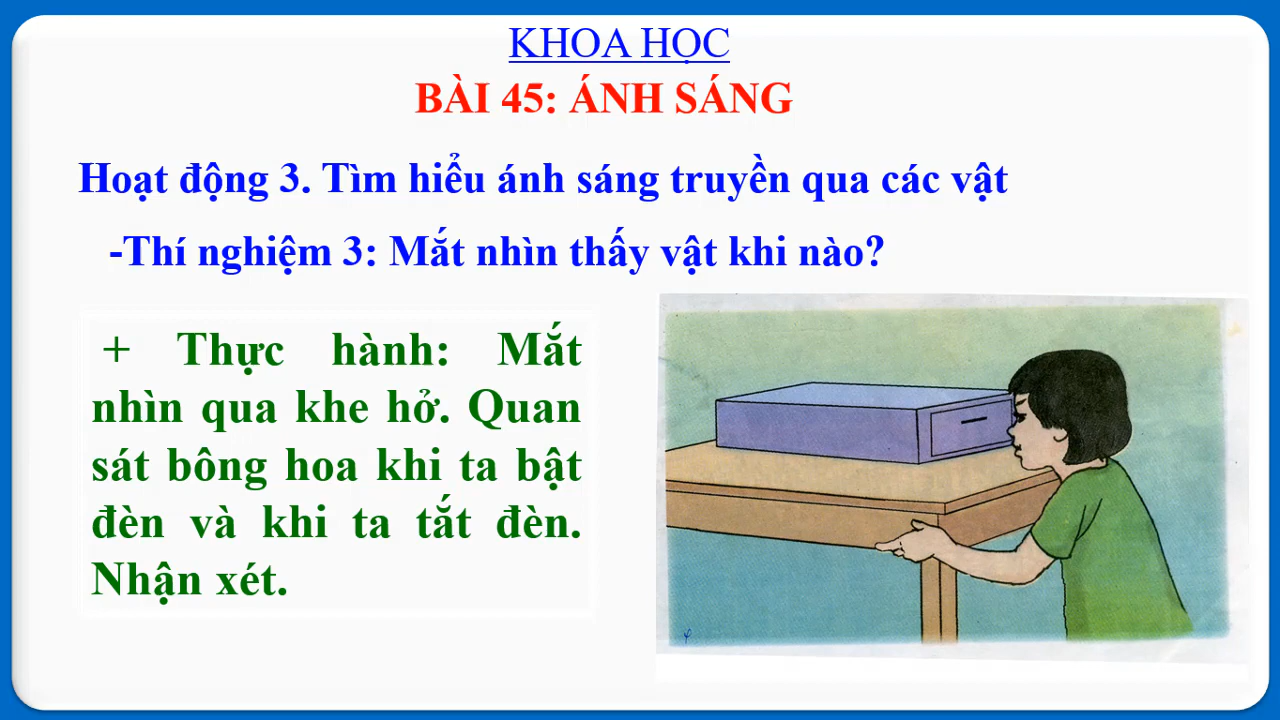 KHOA HỌC
BÀI 45: ÁNH SÁNG
Hoạt động 3. Tìm hiểu ánh sáng truyền qua các vật
-Thí nghiệm 3: Mắt nhìn thấy vật khi nào?
+ Thực hành: Mắt
nhìn qua khe hở. Quan
sát bông hoa khi ta bật
đèn và khi ta tắt đèn.
Nhận xét.